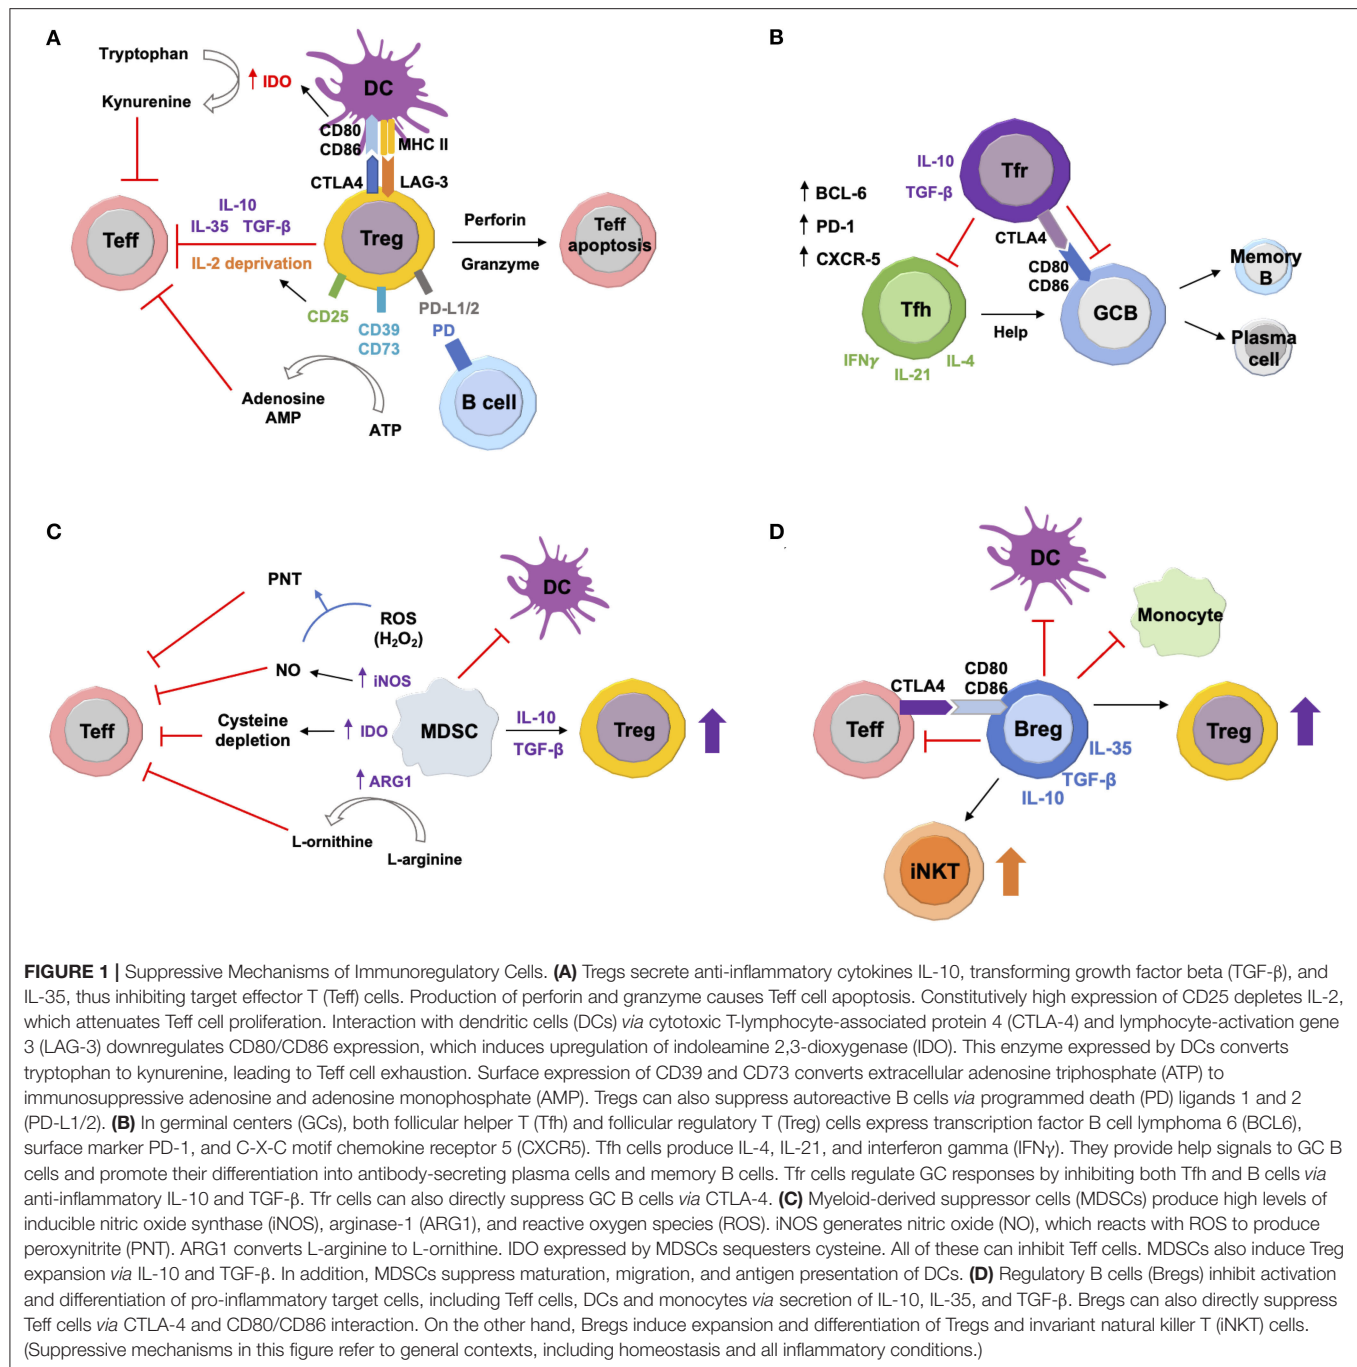 A
Tryptophan
Kynurenine
IDO
DC
CD80
CD86
MHC II
CTLA4
LAG-3
Teff
IL-10
IL-35 TGF-β
IL-2 deprivation
Treg
Perforin
Granzyme
Teff
apoptosis
CD25
CD39
CD73
PD-L1/2
PD
B cell
Adenosine
AMP
ATP
B
BCL-6
PD-1
CXCR-5
IL-10
TGF-β
Tfr
CTLA4
CD80
CD86
Tfh
Help
GCB
IFNγ
IL-21
IL-4
Memory
B
Plasma
cell
C
PNT
ROS
(H₂O₂)
NO
iNOS
DC
Teff
Cysteine
depletion
IDO
MDSC
IL-10
TGF-β
Treg
ARG1
L-ornithine
L-arginine
D
DC
Monocyte
CTLA4
CD80
CD86
Teff
Breg
IL-35
TGF-β
IL-10
Treg
iNKT
FIGURE 1 | Suppressive Mechanisms of Immunoregulatory Cells. (A) Tregs secrete anti-inflammatory cytokines IL-10, transforming growth factor beta (TGF-β), and
IL-35, thus inhibiting target effector T (Teff) cells. Production of perforin and granzyme causes Teff cell apoptosis. Constitutively high expression of CD25 depletes IL-2,
which attenuates Teff cell proliferation. Interaction with dendritic cells (DCs) via cytotoxic T-lymphocyte-associated protein 4 (CTLA-4) and lymphocyte-activation gene
3 (LAG-3) downregulates CD80/CD86 expression, which induces upregulation of indoleamine 2,3-dioxygenase (IDO). This enzyme expressed by DCs converts
tryptophan to kynurenine, leading to Teff cell exhaustion. Surface expression of CD39 and CD73 converts extracellular adenosine triphosphate (ATP) to
immunosuppressive adenosine and adenosine monophosphate (AMP). Tregs can also suppress autoreactive B cells via programmed death (PD) ligands 1 and 2
(PD-L1/2). (B) In germinal centers (GCs), both follicular helper T (Tfh) and follicular regulatory T (Treg) cells express transcription factor B cell lymphoma 6 (BCL6),
surface marker PD-1, and C-X-C motif chemokine receptor 5 (CXCR5). Tfh cells produce IL-4, IL-21, and interferon gamma (IFNγ). They provide help signals to GC B
cells and promote their differentiation into antibody-secreting plasma cells and memory B cells. Tfr cells regulate GC responses by inhibiting both Tfh and B cells via
anti-inflammatory IL-10 and TGF-β. Tfr cells can also directly suppress GC B cells via CTLA-4. (C) Myeloid-derived suppressor cells (MDSCs) produce high levels of
inducible nitric oxide synthase (iNOS), arginase-1 (ARG1), and reactive oxygen species (ROS). iNOS generates nitric oxide (NO), which reacts with ROS to produce
peroxynitrite (PNT). ARG1 converts L-arginine to L-ornithine. IDO expressed by MDSCs sequesters cysteine. All of these can inhibit Teff cells. MDSCs also induce Treg
expansion via IL-10 and TGF-β. In addition, MDSCs suppress maturation, migration, and antigen presentation of DCs. (D) Regulatory B cells (Bregs) inhibit activation
and differentiation of pro-inflammatory target cells, including Teff cells, DCs and monocytes via secretion of IL-10, IL-35, and TGF-β. Bregs can also directly suppress
Teff cells via CTLA-4 and CD80/CD86 interaction. On the other hand, Bregs induce expansion and differentiation of Tregs and invariant natural killer T (iNKT) cells.
(Suppressive mechanisms in this figure refer to general contexts, including homeostasis and all inflammatory conditions.)